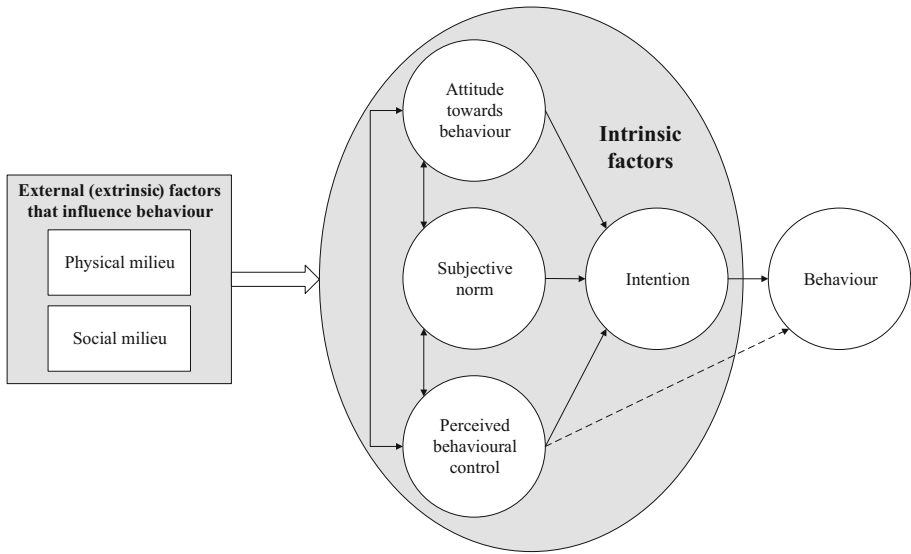 External (extrinsic) factors
that influence behaviour
Physical milieu
Social milieu
Attitude
towards
behaviour
Subjective
norm
Perceived
behavioural
control
Intrinsic
factors
Intention
Behaviour